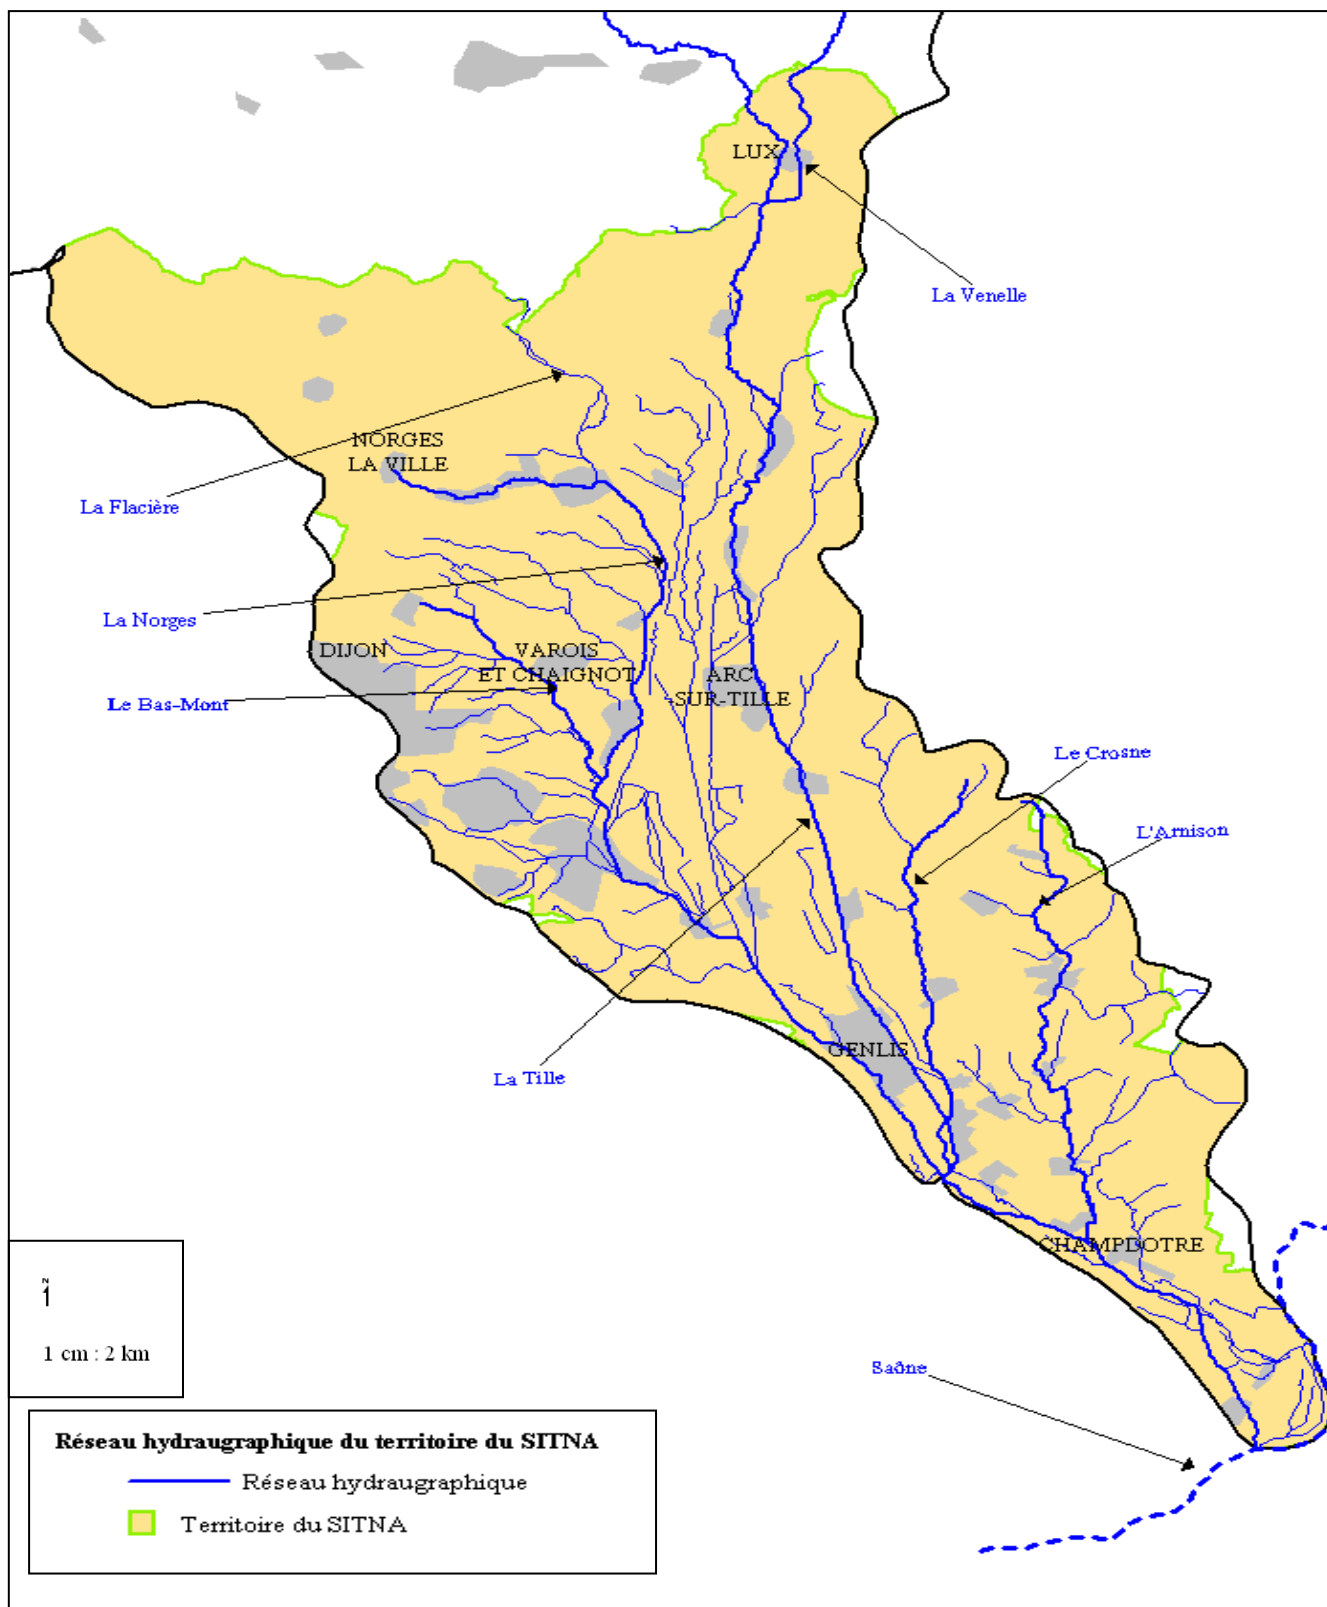 LUX
La Venelle
NORGES
LA VILLE
La Flacière
La Norges
DIJON
VAROIS
ET CHAIGNOT
ARC
-SUR-TILLE
Le Bas-Mont
Le Crosne
L'Arnison
GENLIS
La Tille
CHAMPDOTRE
N
1 cm : 2 km
Saône
Réseau hydraugraphique du territoire du SITNA
Réseau hydraugraphique
Territoire du SITNA